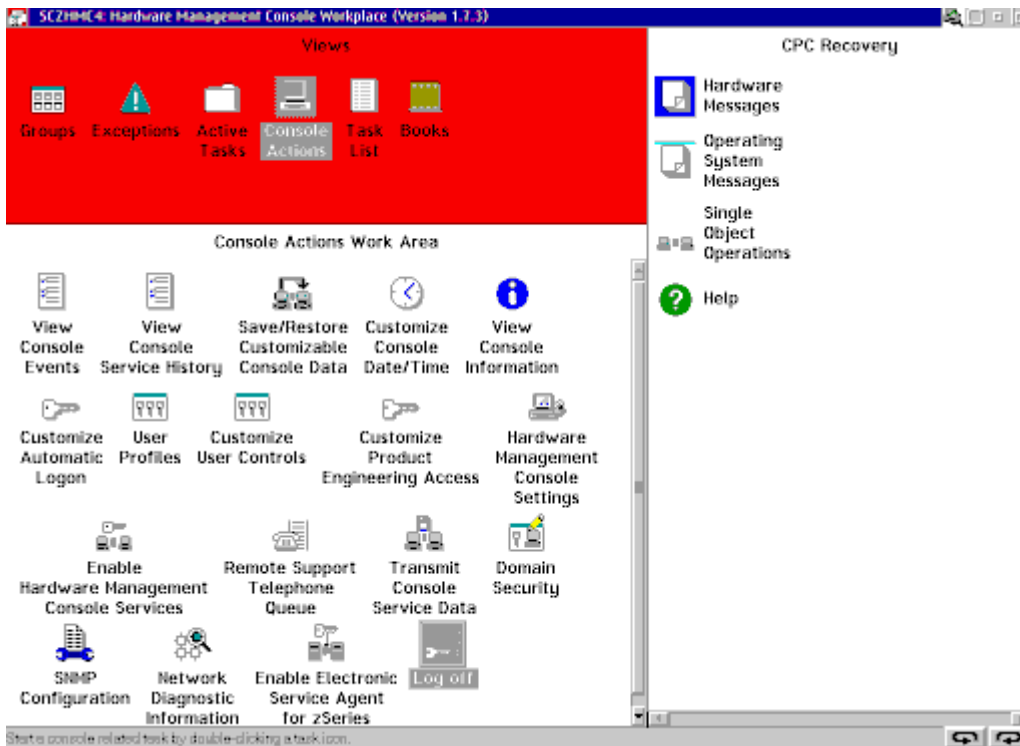 SCZHMC4: Hardware Management Console Workplace (Version 1.7.3)
Views
Groups
Exceptions
Active
Tasks
Console
Actions
Task
List
Books
Console Actions Work Area
View
Console
Events
View
Console
Service History
Save/Restore
Customizable
Console Data
Customize
Console
Date/Time
View
Console
Information
Customize
Automatic
Logon
User
Profiles
Customize
User Controls
Customize
Product
Engineering Access
Hardware
Management
Console
Settings
Enable
Hardware Management
Console Services
Remote Support
Telephone
Queue
Transmit
Console
Service Data
Domain
Security
SNMP
Configuration
Network
Diagnostic
Information
Enable Electronic
Service Agent
for zSeries
Log off
CPC Recovery
Hardware
Messages
Operating
System
Messages
Single
Object
Operations
Help
Start a console related task by double-clicking a task icon.